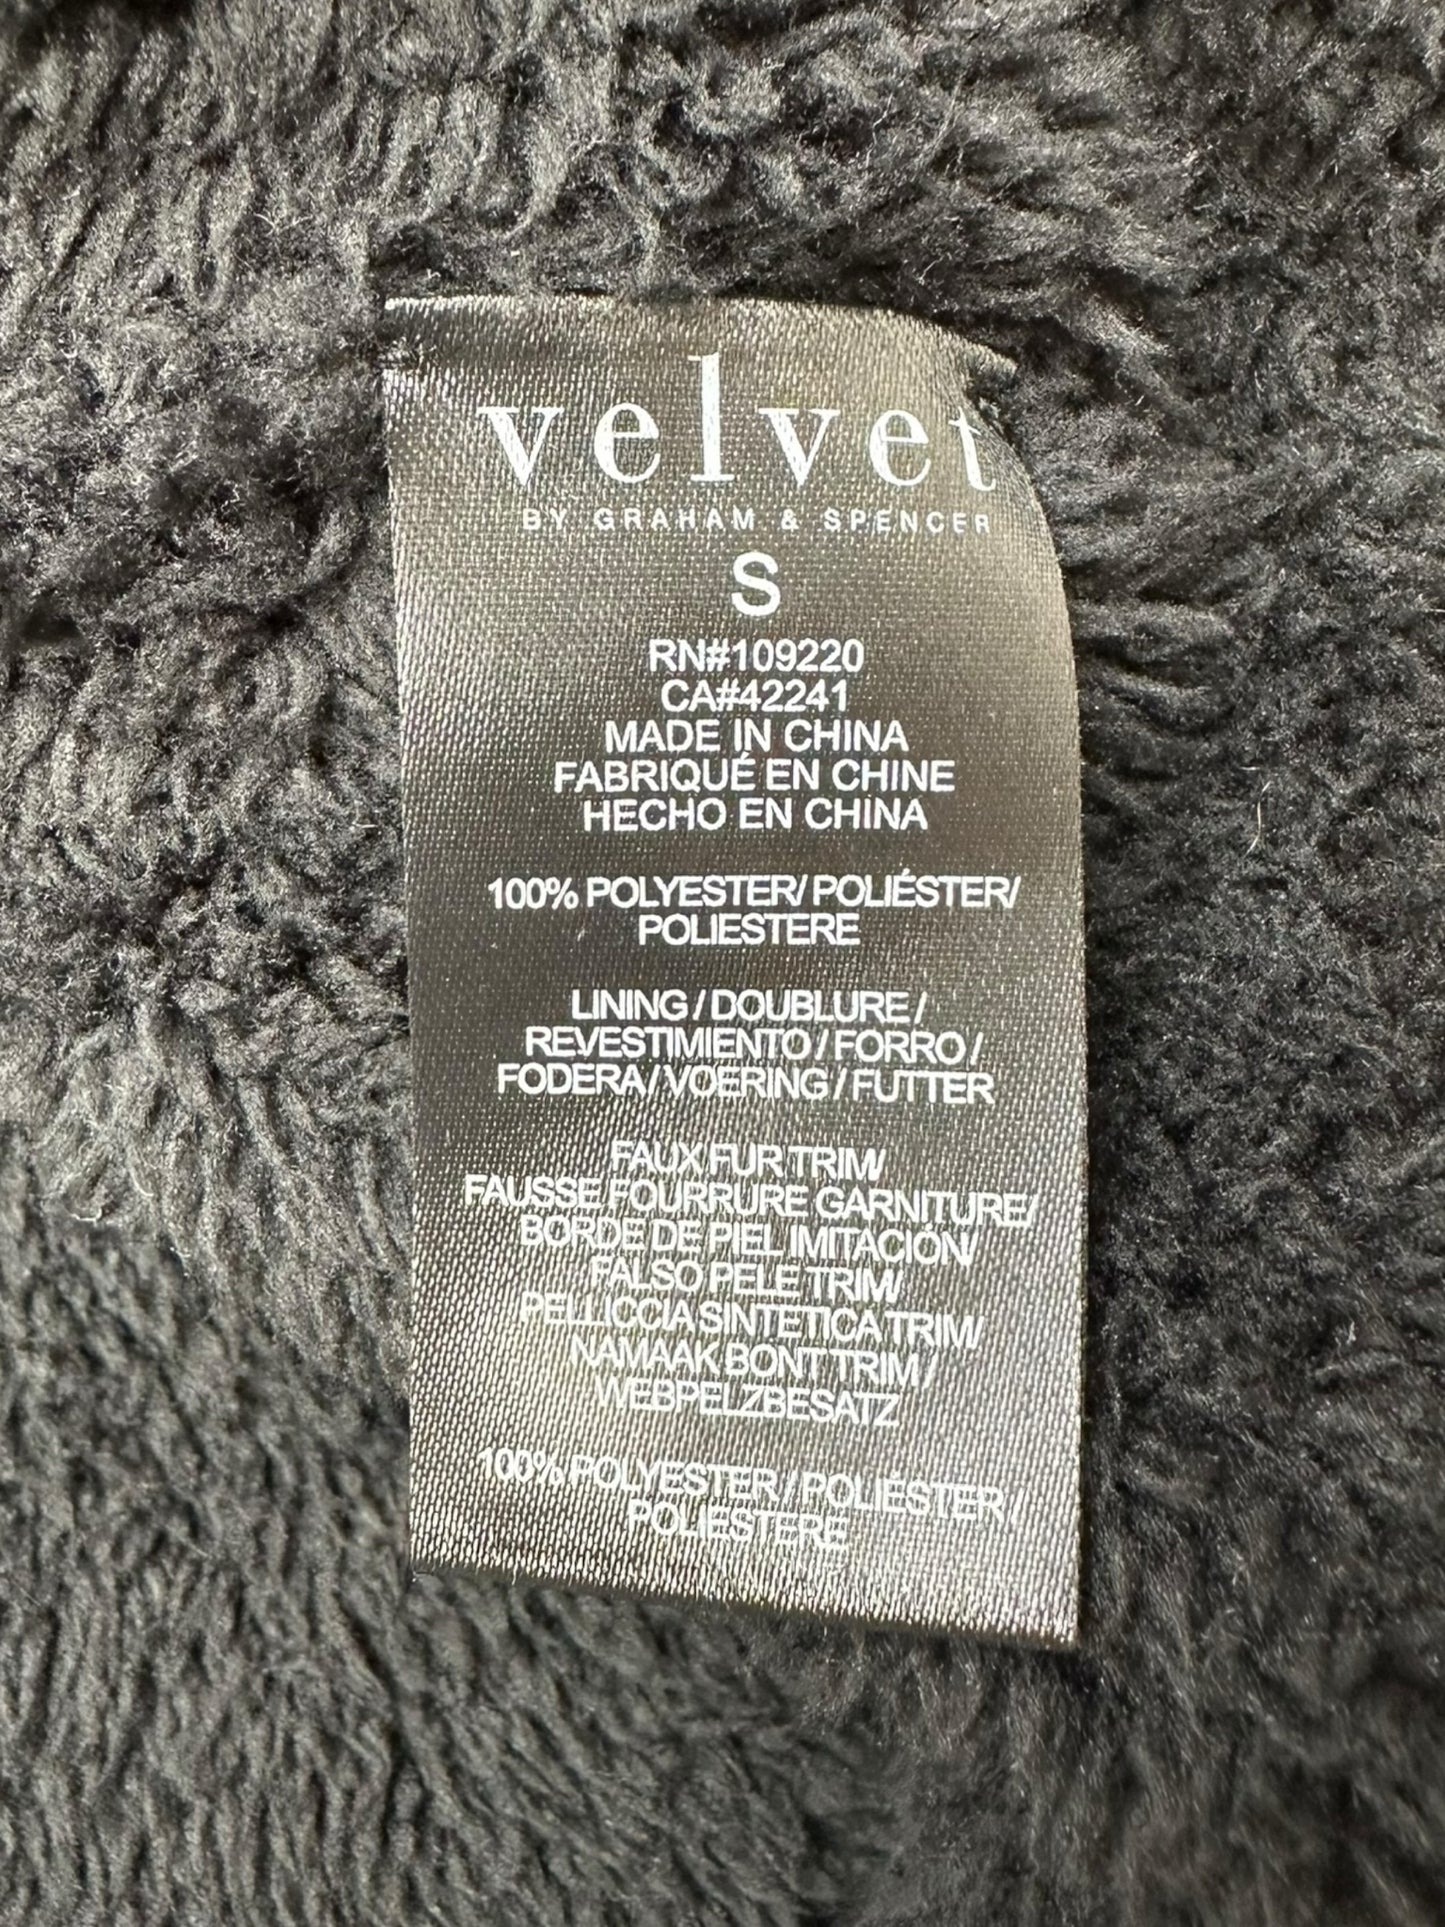 velvet
BY GRAHAM & SPENCER
S
RN#109220
CA#42241
MADE IN CHINA
FABRIQUÉ EN CHINE
HECHO EN CHINA
100% POLYESTER/ POLIÉSTER/
POLIESTERE
LINING / DOUBLURE /
REVESTIMIENTO / FORRO /
FODERA / VOERING / FUTTER
FAUX FUR TRIM/
FAUSSE FOURRURE GARNITURE/
BORDE DE PIEL IMITACIÓN/
FALSO PELE TRIM/
PELLICCIA SINTETICA TRIM/
NAMAAK BONT TRIM /
WEBPELZBESATZ
100% POLYESTER / POLIÉSTER /
POLIESTERE